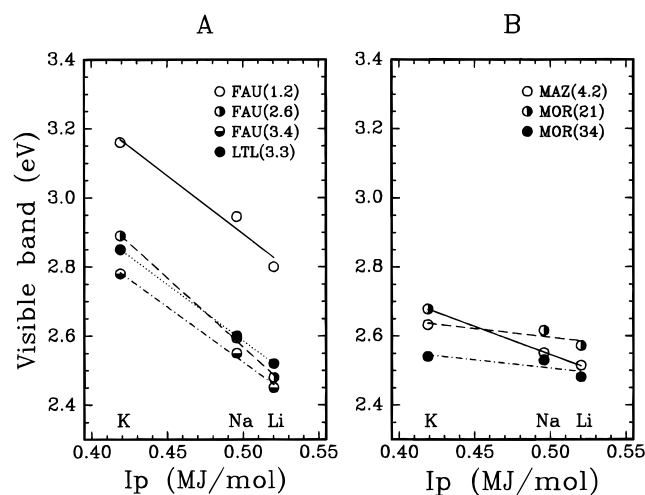 A
B
Visible band (eV)
3.4
3.2
3.0
2.8
2.6
2.4
FAU(1.2)
FAU(2.6)
FAU(3.4)
LTL(3.3)
K
Na
Li
0.40
0.45
0.50
0.55
Ip (MJ/mol)
3.4
3.2
3.0
2.8
2.6
2.4
MAZ(4.2)
MOR(21)
MOR(34)
K
Na
Li
0.40
0.45
0.50
0.55
Ip (MJ/mol)